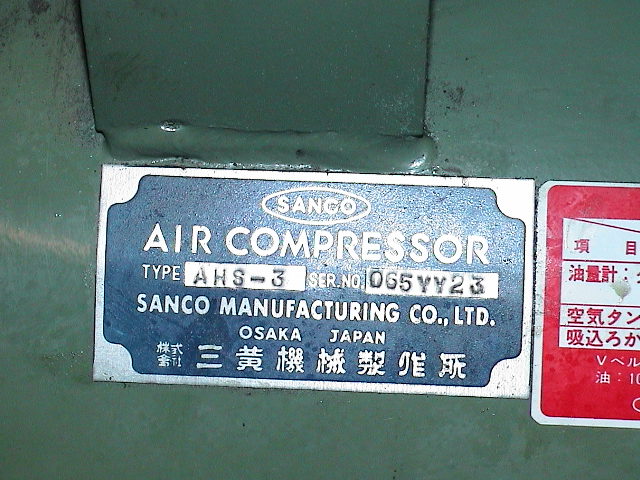 SANCO
AIR COMPRESSOR
TYPE AHS-3 SER.NO. 065YY23
SANCO MANUFACTURING CO., LTD.
OSAKA JAPAN
株式会社 三黄機械製作所
項目
油量計:
空気タン
吸込ろか
Vベル
油:10